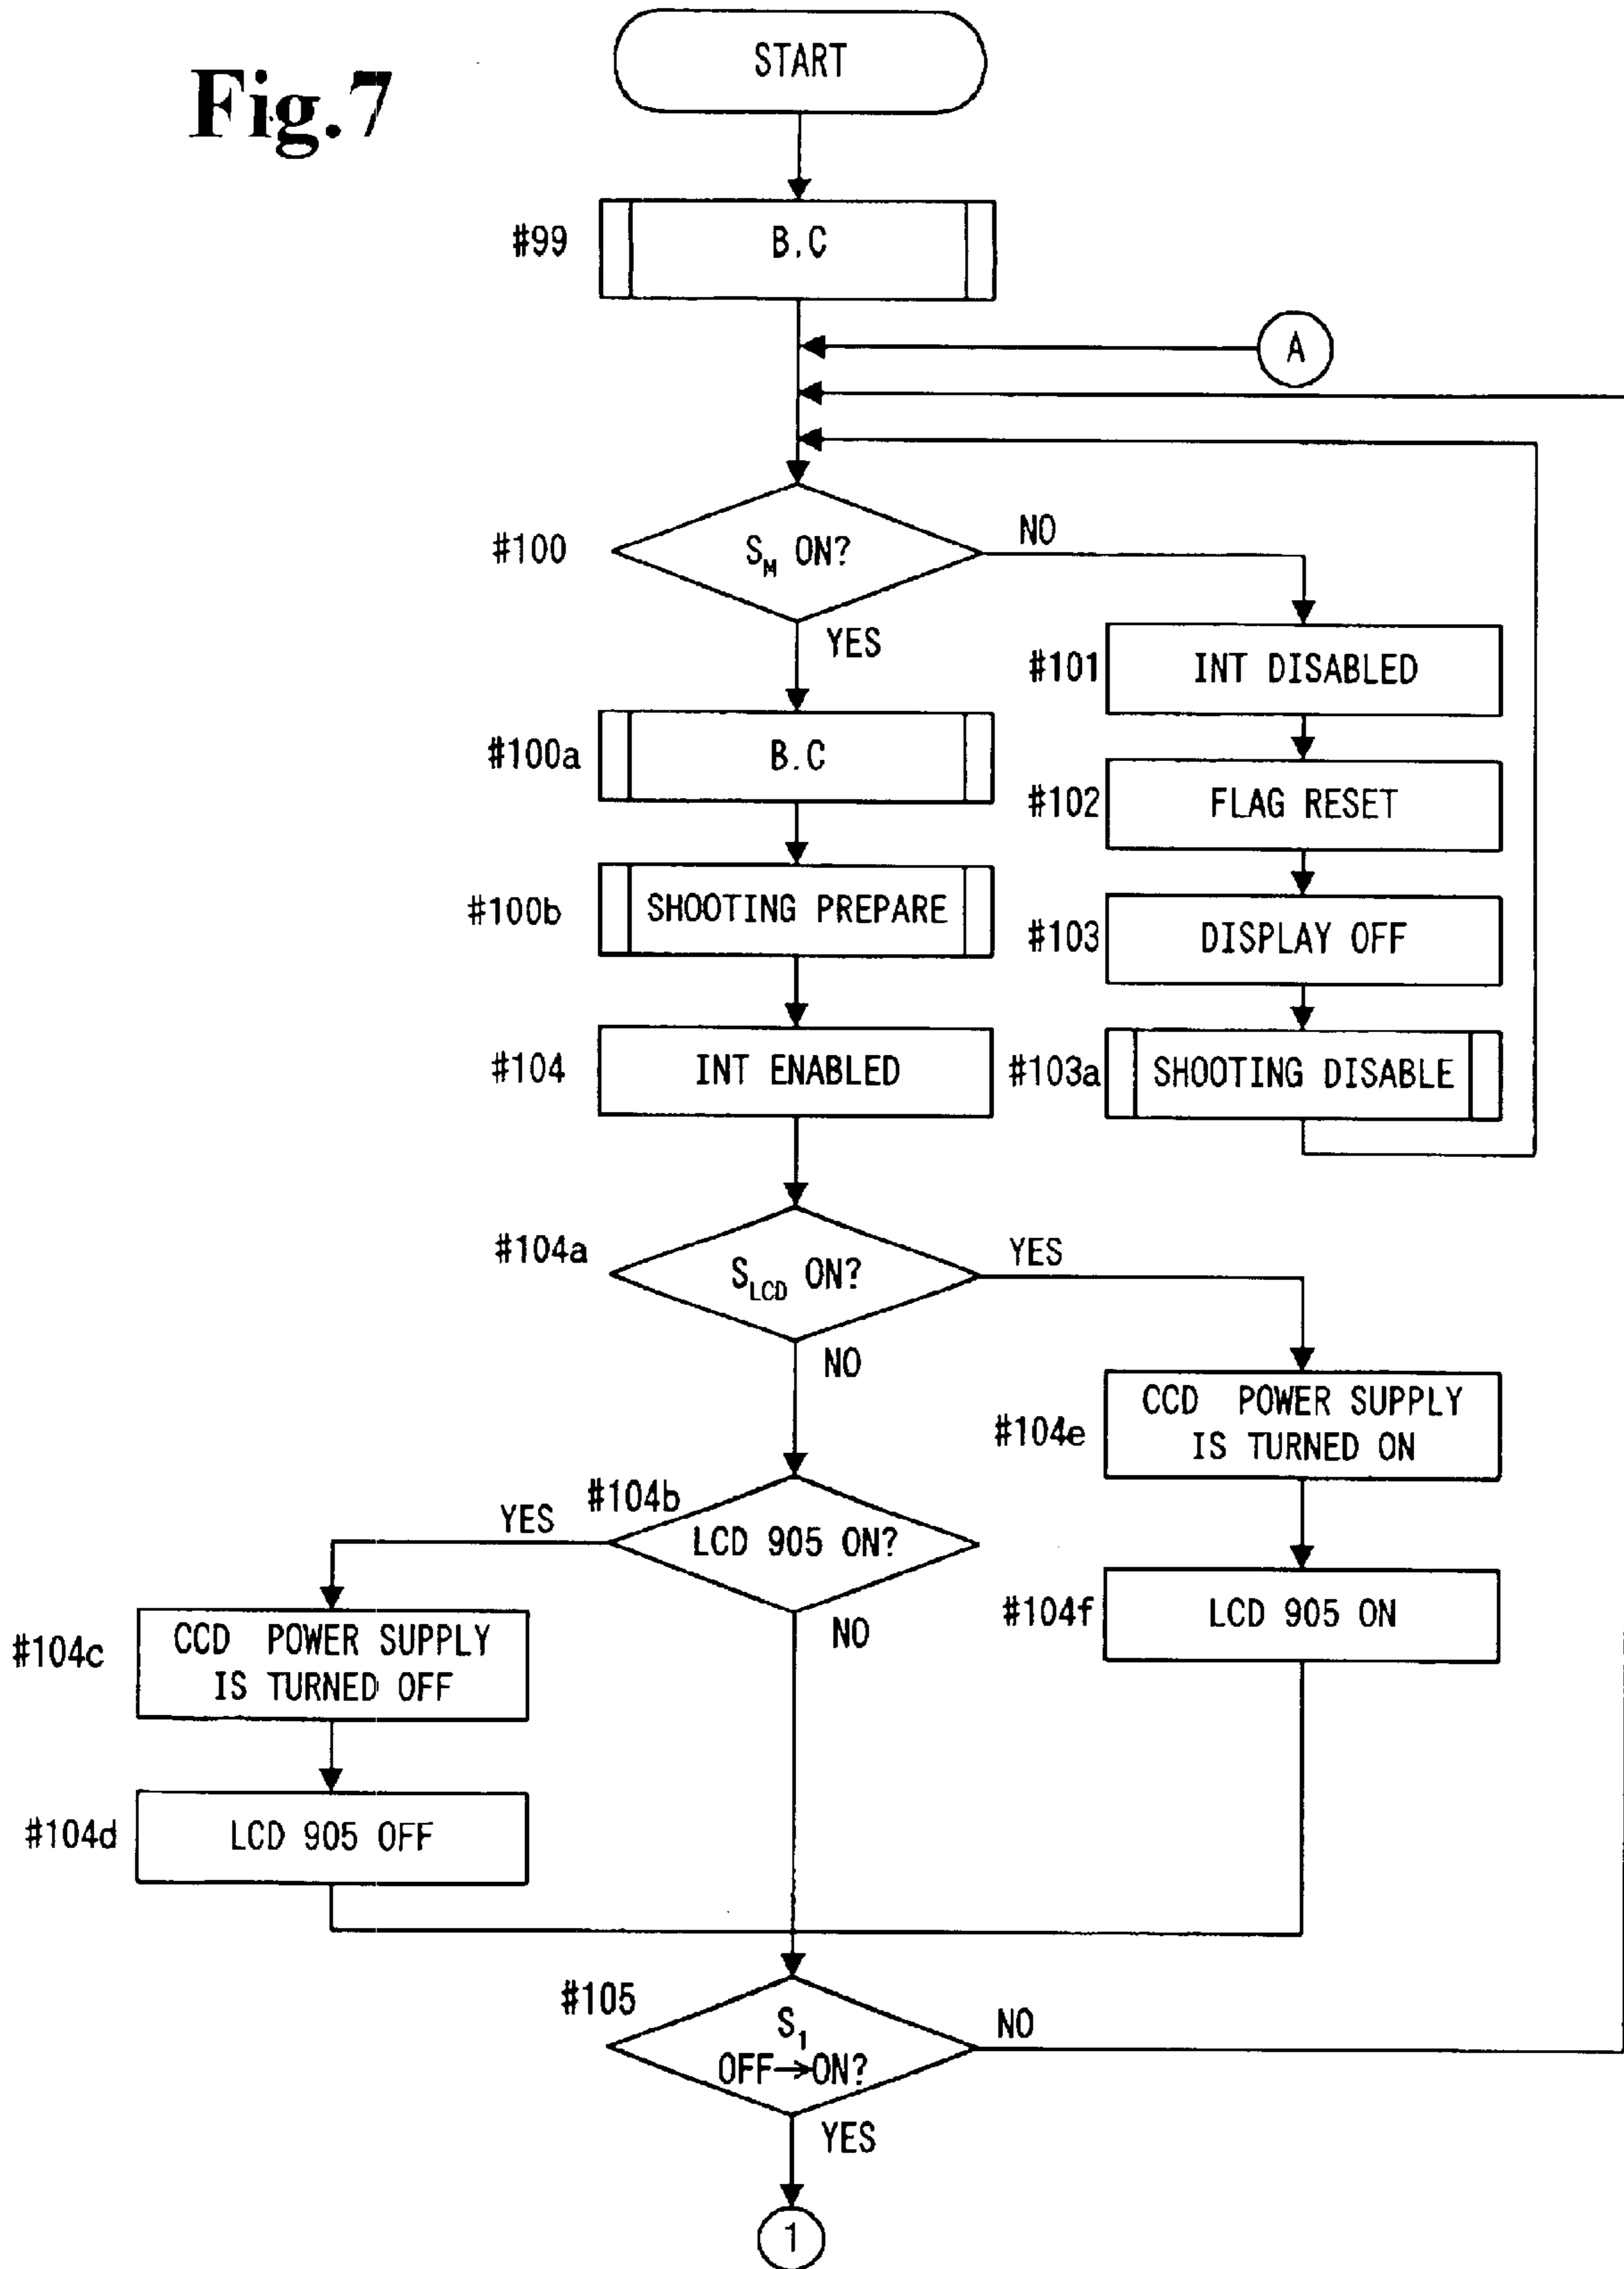 Fig.7
START
#99
B.C
A
#100
S_M ON?
NO
YES
#101
INT DISABLED
#100a
B.C
#102
FLAG RESET
#100b
SHOOTING PREPARE
#103
DISPLAY OFF
#104
INT ENABLED
#103a
SHOOTING DISABLE
#104a
S_LCD ON?
YES
NO
#104e
CCD POWER SUPPLY
IS TURNED ON
#104b
LCD 905 ON?
YES
NO
#104f
LCD 905 ON
#104c
CCD POWER SUPPLY
IS TURNED OFF
#104d
LCD 905 OFF
#105
S_1
OFF→ON?
NO
YES
1